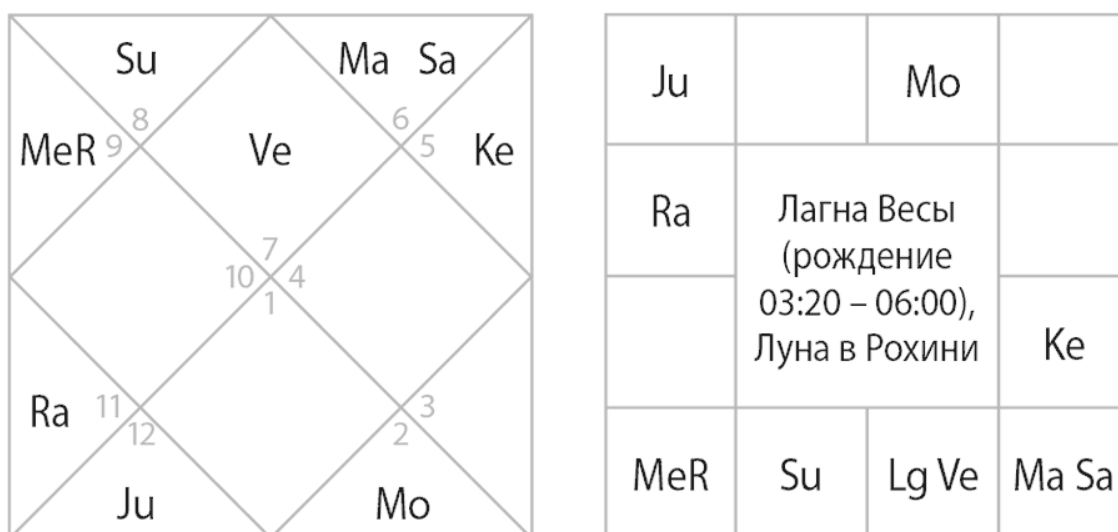 Su
Ma Sa
8
6
MeR 9
Ve
5 Ke
7
10 4
1
Ra 11
3
12
2
Ju
Mo
Ju
Mo
Ra
Лагна Весы
(рождение
03:20 – 06:00),
Луна в Рохини
Ke
MeR
Su
Lg Ve
Ma Sa